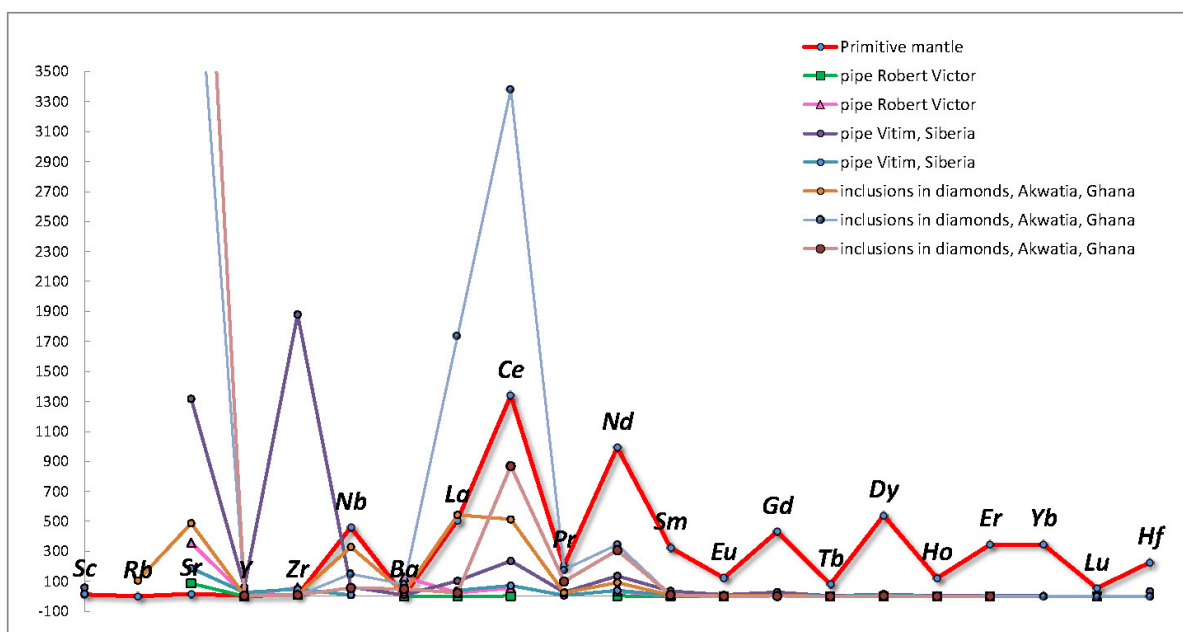 Primitive mantle
pipe Robert Victor
pipe Robert Victor
pipe Vitim, Siberia
pipe Vitim, Siberia
inclusions in diamonds, Akwatia, Ghana
inclusions in diamonds, Akwatia, Ghana
inclusions in diamonds, Akwatia, Ghana
3500
3300
3100
2900
2700
2500
2300
2100
1900
1700
1500
1300
1100
900
700
500
300
100
-100
Sc Rb Sr Y Zr Nb Ba La Ce Pr Nd Sm Eu Gd Tb Dy Ho Er Yb Lu Hf